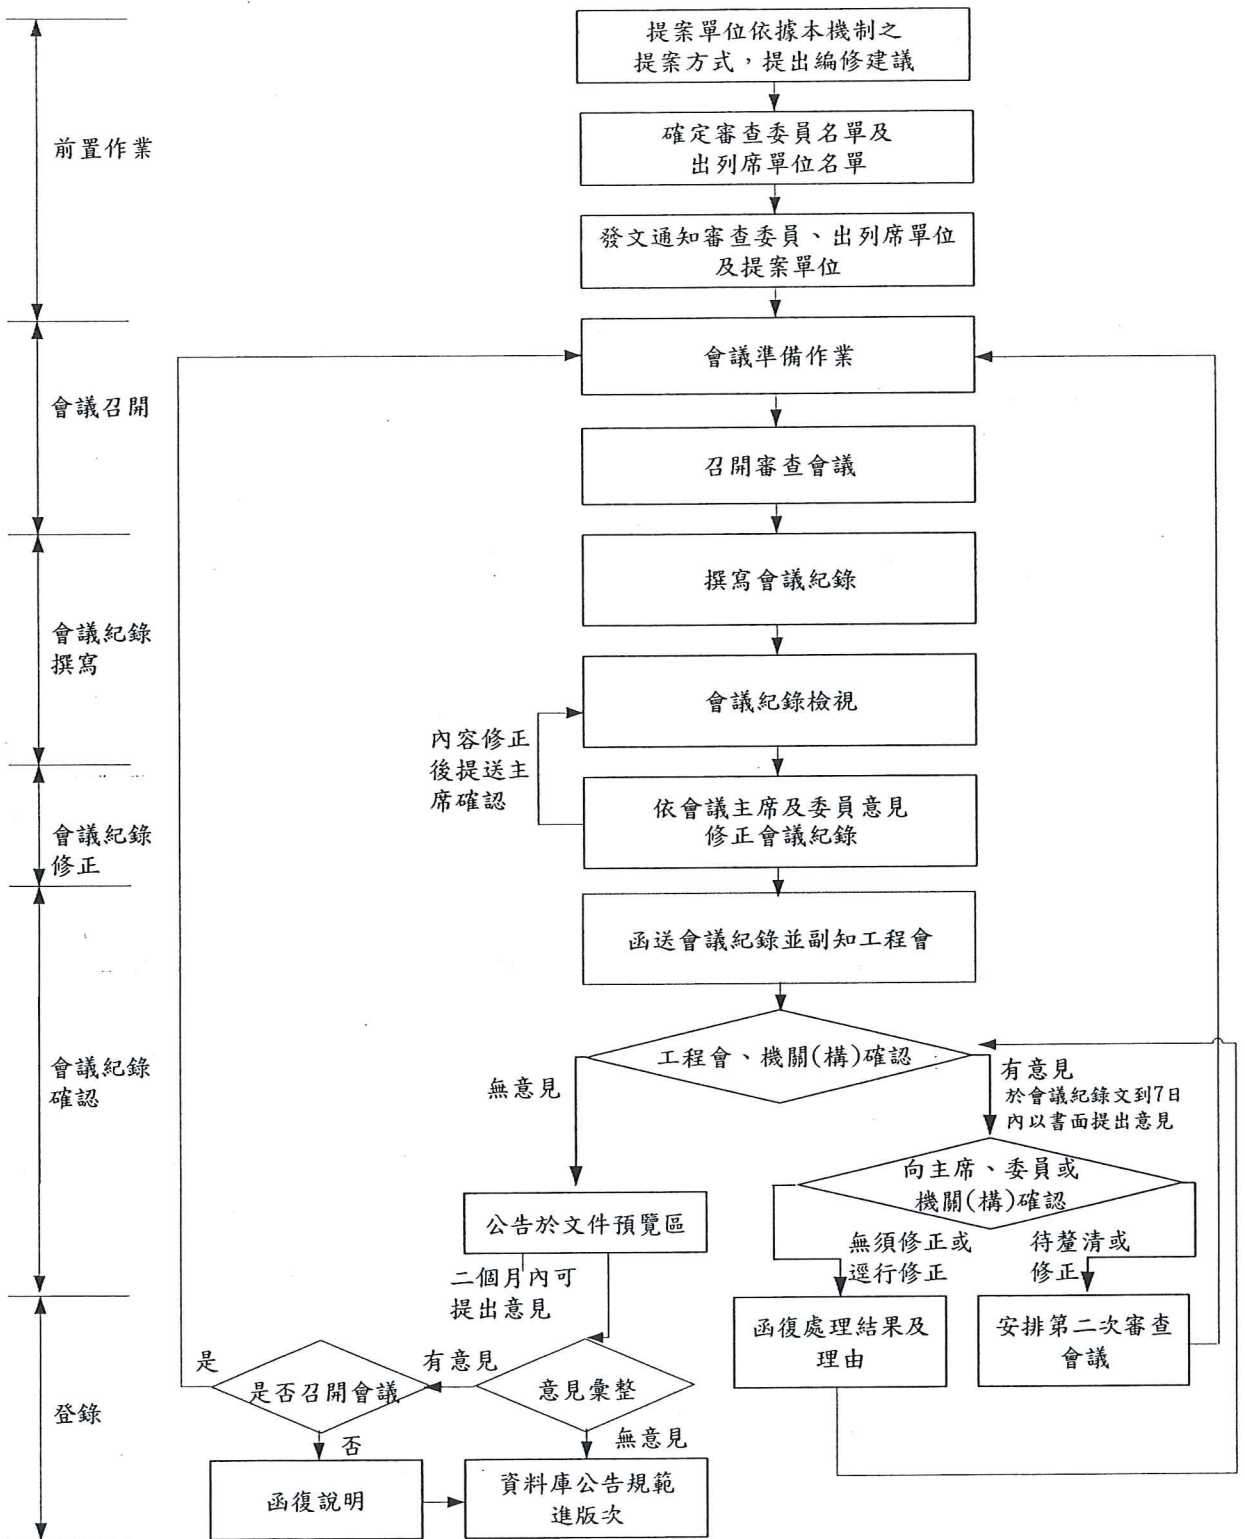 提案單位依據本機制之
提案方式，提出編修建議
前置作業
確定審查委員名單及
出列席單位名單
發文通知審查委員、出列席單位
及提案單位
會議準備作業
會議召開
召開審查會議
撰寫會議紀錄
會議紀錄
撰寫
會議紀錄檢視
內容修正
後提送主
席確認
依會議主席及委員意見
修正會議紀錄
會議紀錄
修正
函送會議紀錄並副知工程會
會議紀錄
確認
工程會、機關(構)確認
無意見
有意見
於會議紀錄文到7日
內以書面提出意見
向主席、委員或
機關(構)確認
公告於文件預覽區
無須修正或
逕行修正
待釐清或
修正
二個月內可
提出意見
函復處理結果及
理由
安排第二次審查
會議
是
有意見
是否召開會議
意見彙整
登錄
否
無意見
函復說明
資料庫公告規範
進版次